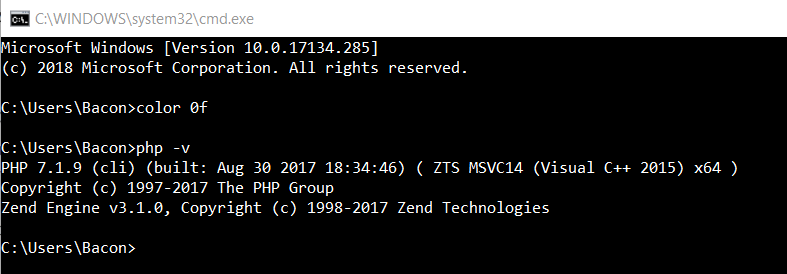 C:\WINDOWS\system32\cmd.exe
Microsoft Windows [Version 10.0.17134.285]
(c) 2018 Microsoft Corporation. All rights reserved.
C:\Users\Bacon>color 0f
C:\Users\Bacon>php -v
PHP 7.1.9 (cli) (built: Aug 30 2017 18:34:46) ( ZTS MSVC14 (Visual C++ 2015) x64 )
Copyright (c) 1997-2017 The PHP Group
Zend Engine v3.1.0, Copyright (c) 1998-2017 Zend Technologies
C:\Users\Bacon>